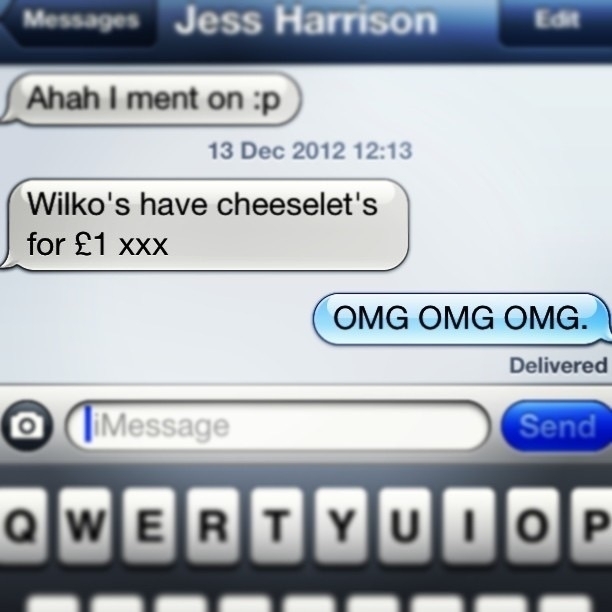 Messages Jess Harrison Edit
Ahah I ment on :p
13 Dec 2012 12:13
Wilko's have cheeselet's
for £1 xxx
OMG OMG OMG.
Delivered
iMessage Send
Q W E R T Y U I O P